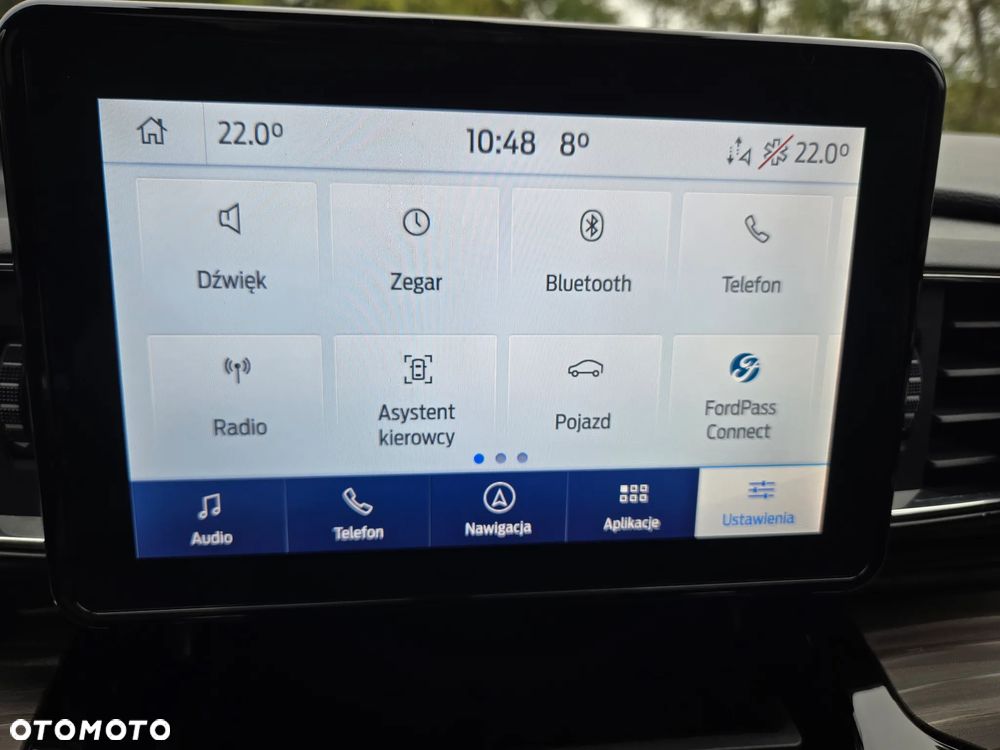 22.0°
10:48 8°
22.0°
Dźwięk
Zegar
Bluetooth
Telefon
Radio
Asystent
kierowcy
Pojazd
FordPass
Connect
Audio
Telefon
Nawigacja
Aplikacje
Ustawienia
OTOMOTO